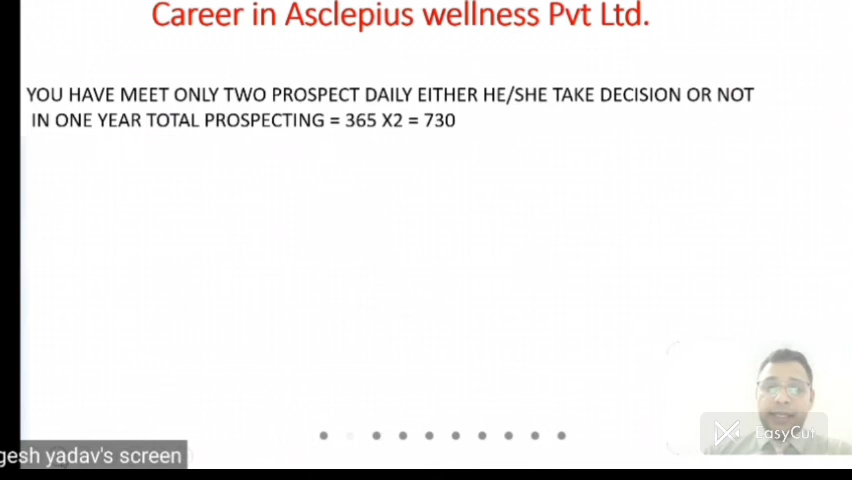 Career in Asclepius wellness Pvt Ltd.
YOU HAVE MEET ONLY TWO PROSPECT DAILY EITHER HE/SHE TAKE DECISION OR NOT
IN ONE YEAR TOTAL PROSPECTING = 365 X2 = 730
EasyCut
gesh yadav's screen